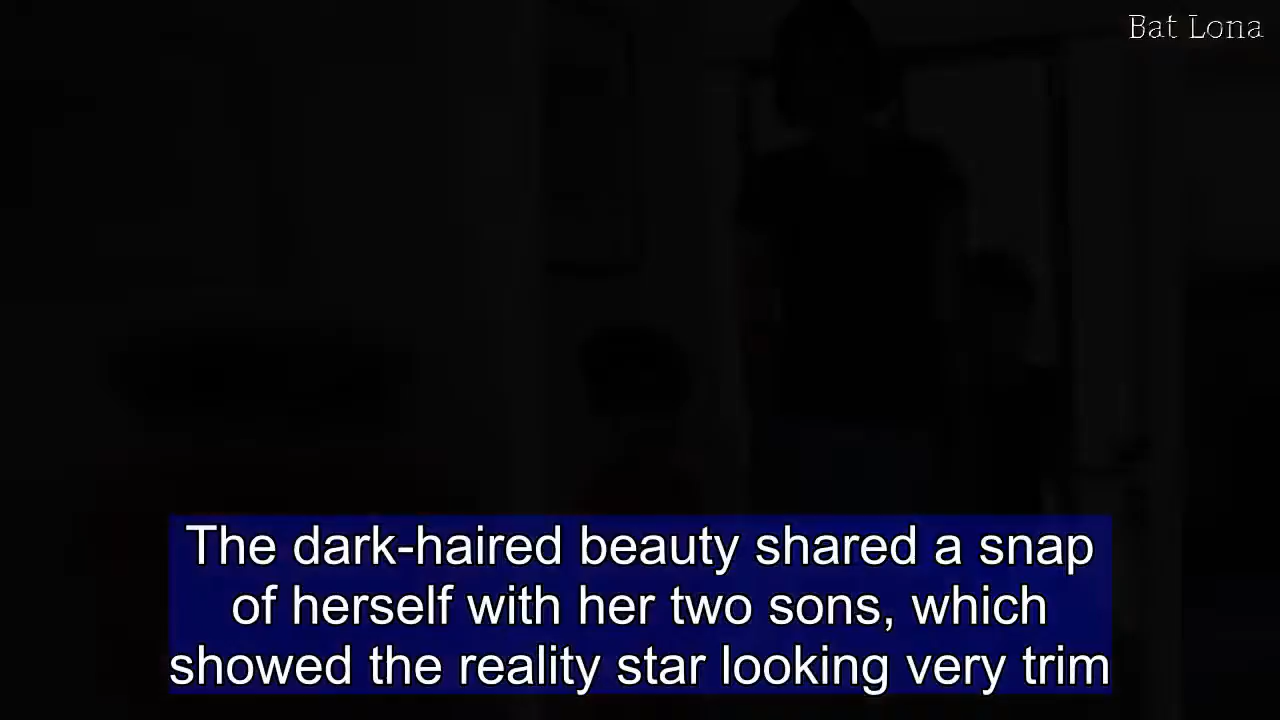 Bat Lona
The dark-haired beauty shared a snap
of herself with her two sons, which
showed the reality star looking very trim